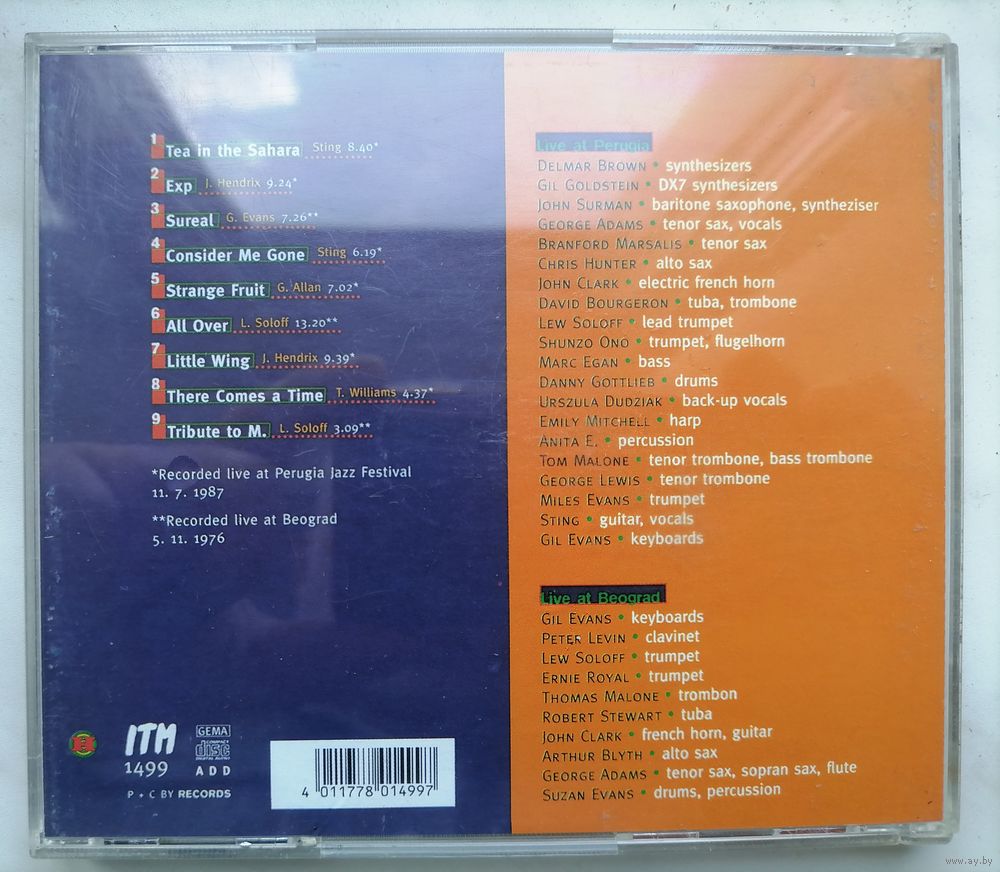 1 Tea in the Sahara Sting 8.40*
2 Exp J. Hendrix 9.24*
3 Sureal G. Evans 7.26**
4 Consider Me Gone Sting 6.19*
5 Strange Fruit G. Allan 7.02*
6 All Over L. Soloff 13.20**
7 Little Wing J. Hendrix 9.39*
8 There Comes a Time T. Williams 4.37*
9 Tribute to M. L. Soloff 3.09**
*Recorded live at Perugia Jazz Festival
11. 7. 1987
**Recorded live at Beograd
5. 11. 1976
ITM
1499
GEMA
COMPACT
disc
DIGITAL AUDIO
ADD
P + C BY RECORDS
4 011778 014997
Live at Perugia
DELMAR BROWN • synthesizers
GIL GOLDSTEIN • DX7 synthesizers
JOHN SURMAN • baritone saxophone, syntheziser
GEORGE ADAMS • tenor sax, vocals
BRANFORD MARSALIS • tenor sax
CHRIS HUNTER • alto sax
JOHN CLARK • electric french horn
DAVID BOURGERON • tuba, trombone
LEW SOLOFF • lead trumpet
SHUNZO ONO • trumpet, flugelhorn
MARC EGAN • bass
DANNY GOTTLIEB • drums
URSZULA DUDZIAK • back-up vocals
EMILY MITCHELL • harp
ANITA E. • percussion
TOM MALONE • tenor trombone, bass trombone
GEORGE LEWIS • tenor trombone
MILES EVANS • trumpet
STING • guitar, vocals
GIL EVANS • keyboards
Live at Beograd
GIL EVANS • keyboards
PETER LEVIN • clavinet
LEW SOLOFF • trumpet
ERNIE ROYAL • trumpet
THOMAS MALONE • trombon
ROBERT STEWART • tuba
JOHN CLARK • french horn, guitar
ARTHUR BLYTH • alto sax
GEORGE ADAMS • tenor sax, sopran sax, flute
SUZAN EVANS • drums, percussion
www.ay.by